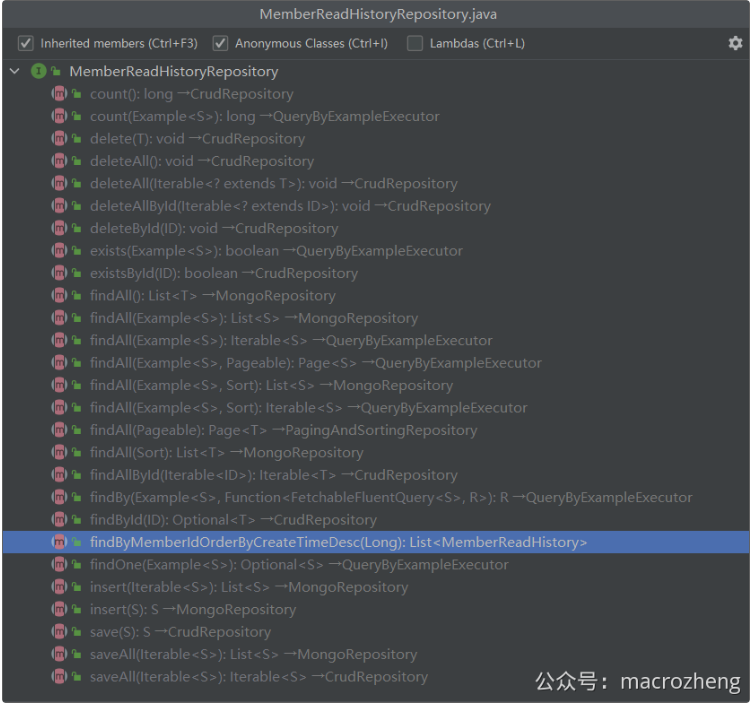 MemberReadHistoryRepository.java
Inherited members (Ctrl+F3) Anonymous Classes (Ctrl+I) Lambdas (Ctrl+L)
MemberReadHistoryRepository
count(): long →CrudRepository
count(Example<S>): long →QueryByExampleExecutor
delete(T): void →CrudRepository
deleteAll(): void →CrudRepository
deleteAll(Iterable<? extends T>): void →CrudRepository
deleteAllById(Iterable<? extends ID>): void →CrudRepository
deleteById(ID): void →CrudRepository
exists(Example<S>): boolean →QueryByExampleExecutor
existsById(ID): boolean →CrudRepository
findAll(): List<T> →MongoRepository
findAll(Example<S>): List<S> →MongoRepository
findAll(Example<S>): Iterable<S> →QueryByExampleExecutor
findAll(Example<S>, Pageable): Page<S> →QueryByExampleExecutor
findAll(Example<S>, Sort): List<S> →MongoRepository
findAll(Example<S>, Sort): Iterable<S> →QueryByExampleExecutor
findAll(Pageable): Page<T> →PagingAndSortingRepository
findAll(Sort): List<T> →MongoRepository
findAllById(Iterable<ID>): Iterable<T> →CrudRepository
findBy(Example<S>, Function<FetchableFluentQuery<S>, R>): R →QueryByExampleExecutor
findById(ID): Optional<T> →CrudRepository
findByMemberIdOrderByCreateTimeDesc(Long): List<MemberReadHistory>
findOne(Example<S>): Optional<S> →QueryByExampleExecutor
insert(Iterable<S>): List<S> →MongoRepository
insert(S): S →MongoRepository
save(S): S →CrudRepository
saveAll(Iterable<S>): List<S> →MongoRepository
saveAll(Iterable<S>): Iterable<S> →CrudRepository
公众号：macrozheng